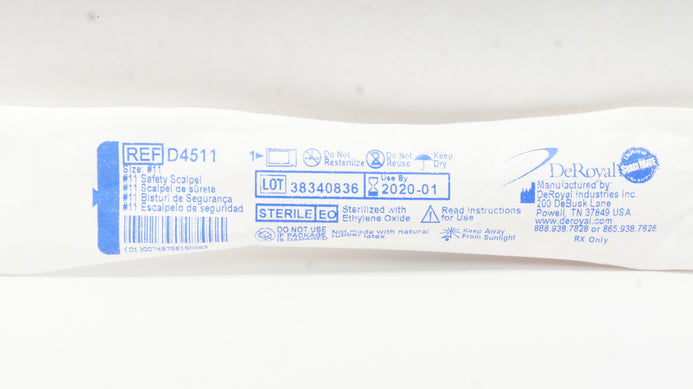 REF D4511
Size: #11
#11 Safety Scalpel
#11 Scalpel de sûreté
#11 Bisturi de Segurança
#11 Escalpelo de seguridad
1
Do Not Resterilize
Do Not Reuse
Keep Dry
LOT 38340836
Use By
2020-01
STERILE EO
Sterilized with
Ethylene Oxide
Read Instructions
for Use
DO NOT USE
IF PACKAGE
IS DAMAGED
Not made with natural
rubber latex
Keep Away
From Sunlight
DeRoyal
Manufactured by:
DeRoyal Industries Inc.
200 DeBusk Lane
Powell, TN 37849 USA
www.deroyal.com
888.938.7828 or 865.938.7828
RX Only